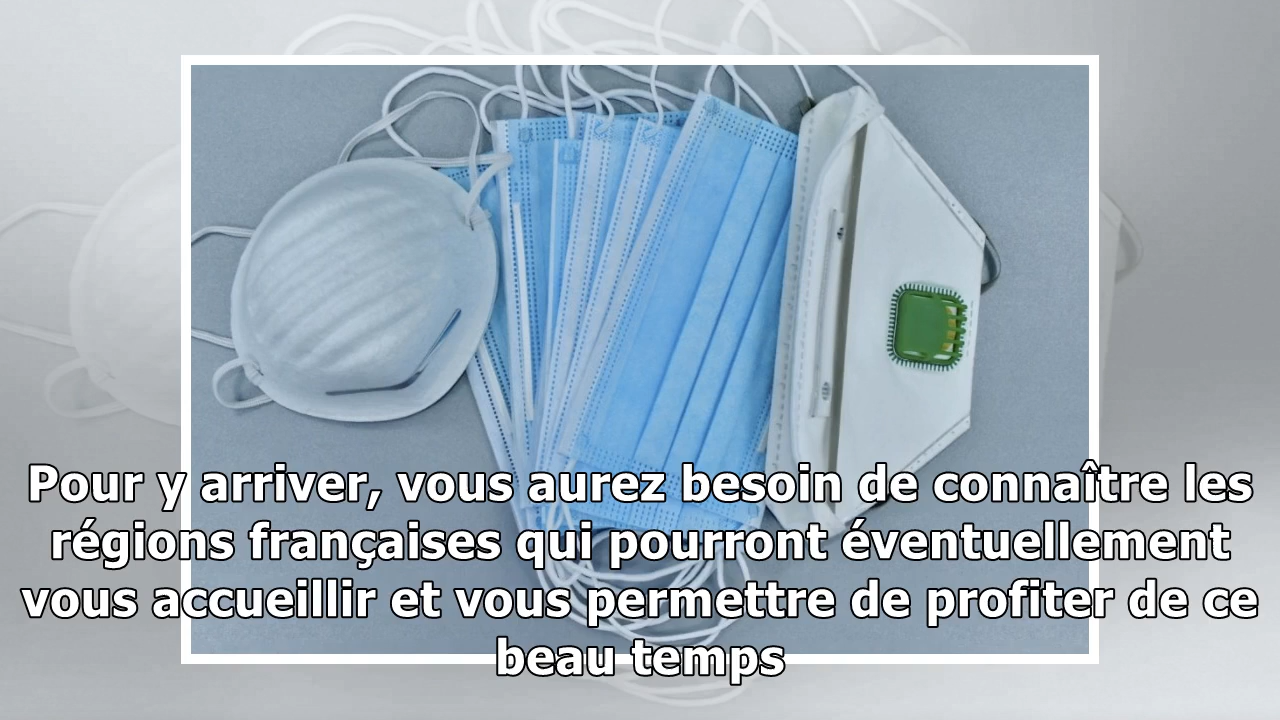 Pour y arriver, vous aurez besoin de connaître les
régions françaises qui pourront éventuellement
vous accueillir et vous permettre de profiter de ce
beau temps